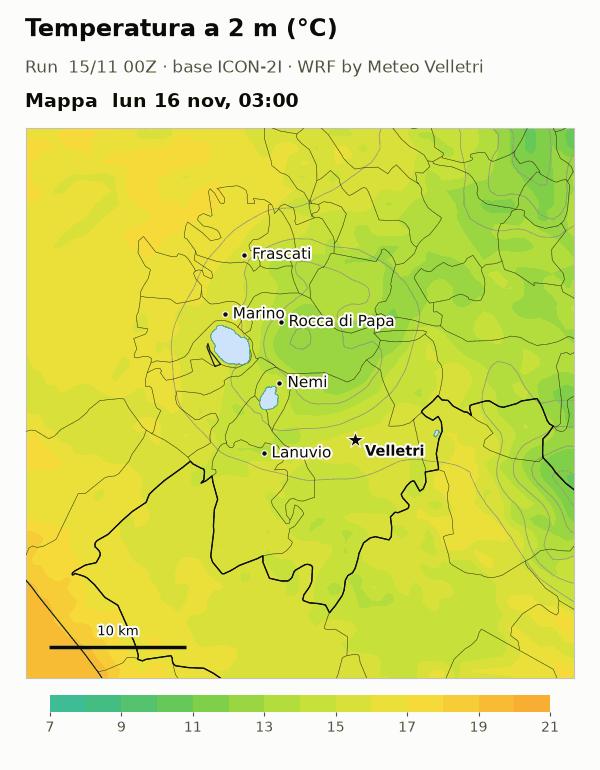 Temperatura a 2 m (°C)
Run  15/11 00Z · base ICON-2I · WRF by Meteo Velletri
Mappa  lun 16 nov, 03:00
Frascati
Marino
Rocca di Papa
Nemi
Velletri
Lanuvio
10 km
7 9 11 13 15 17 19 21